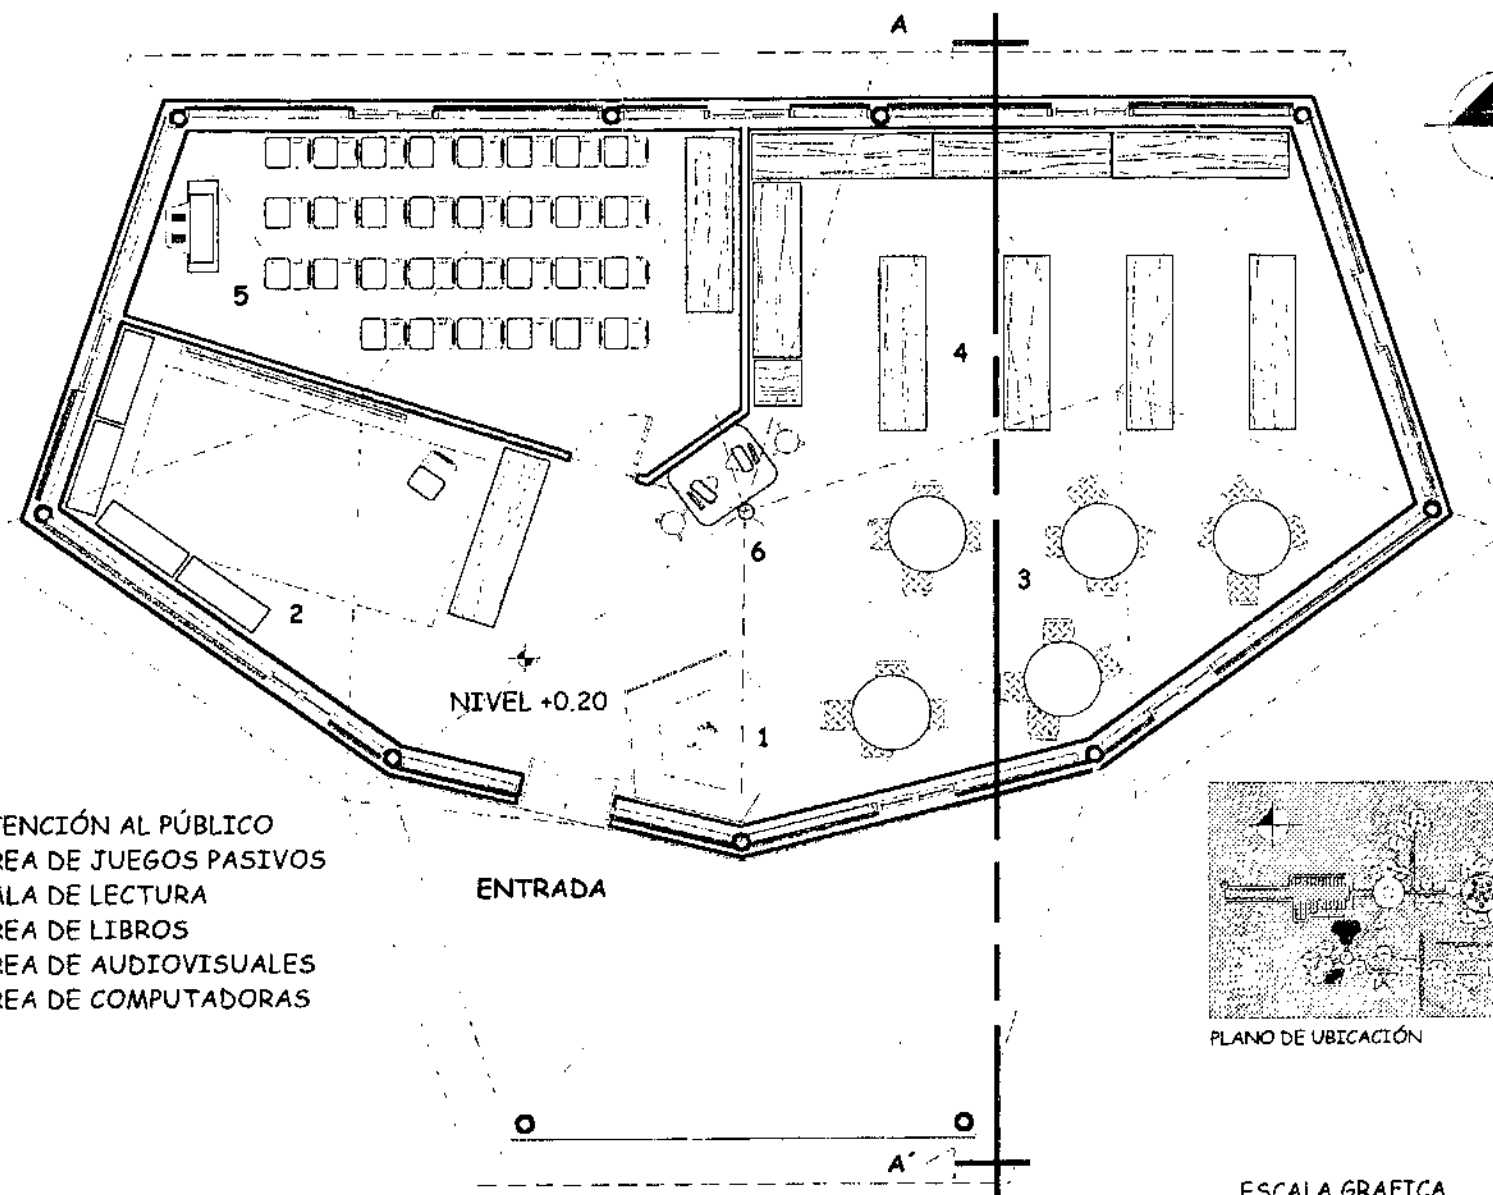 A
5
4
6
3
2
NIVEL +0.20
1
TENCIÓN AL PÚBLICO
REA DE JUEGOS PASIVOS
ALA DE LECTURA
REA DE LIBROS
REA DE AUDIOVISUALES
REA DE COMPUTADORAS
ENTRADA
PLANO DE UBICACIÓN
A´
ESCALA GRAFICA